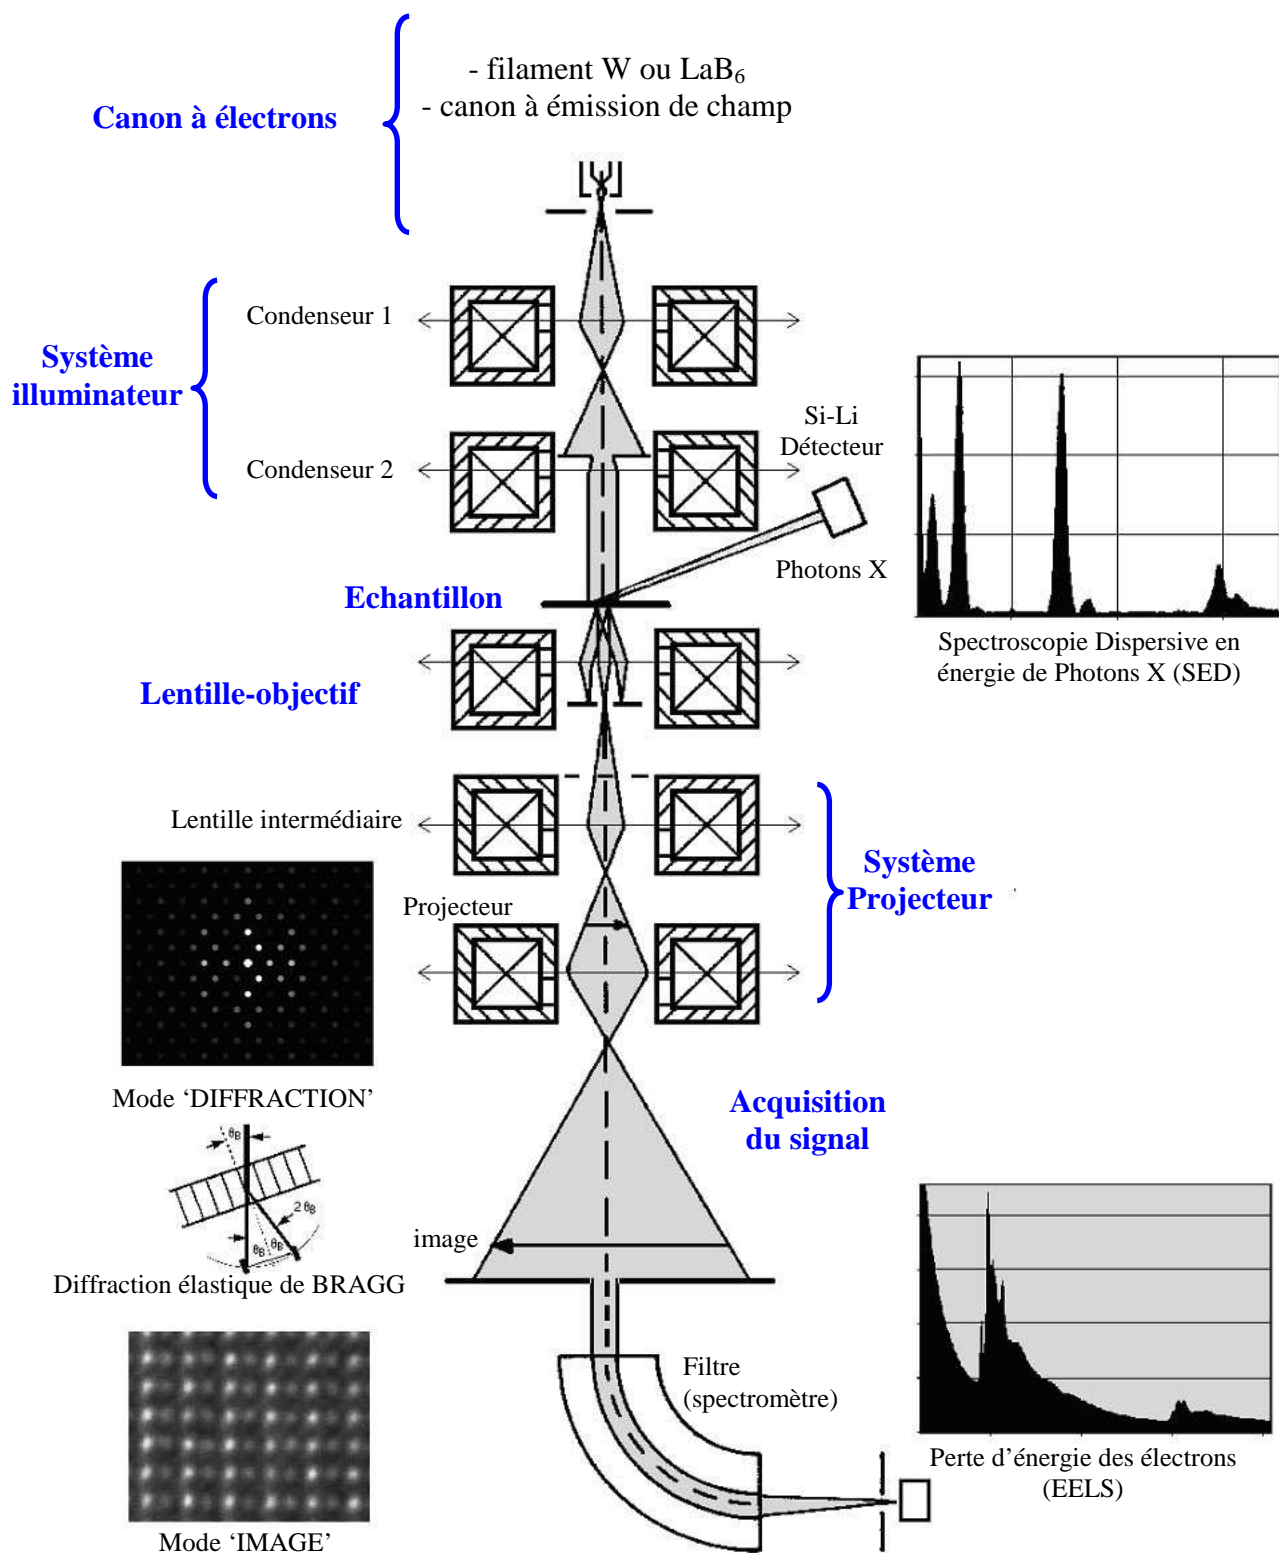 - filament W ou LaB₆
- canon à émission de champ
Canon à électrons
Condenseur 1
Système
illuminateur
Condenseur 2
Si-Li
Détecteur
Photons X
Echantillon
Spectroscopie Dispersive en
énergie de Photons X (SED)
Lentille-objectif
Lentille intermédiaire
Système
Projecteur
Projecteur
Mode ‘DIFFRACTION’
Acquisition
du signal
θB
2 θB
θB θB
image
Diffraction élastique de BRAGG
Filtre
(spectromètre)
Perte d’énergie des électrons
(EELS)
Mode ‘IMAGE’